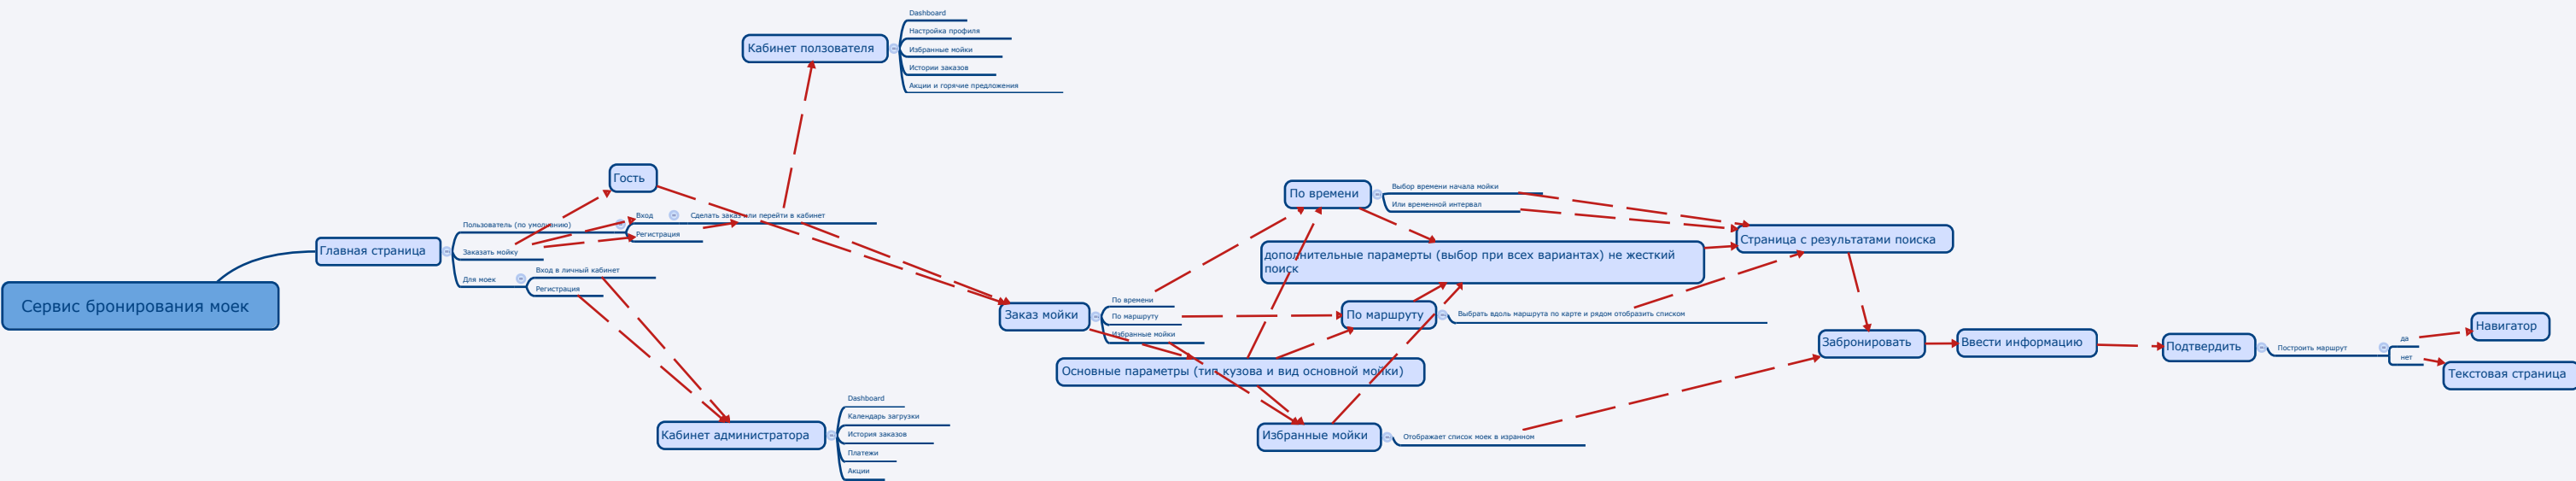 Сервис бронирования моек
Главная страница
Пользователь (по умолчанию)
Вход
Сделать заказ или перейти в кабинет
Регистрация
Заказать мойку
Для моек
Вход в личный кабинет
Регистрация
Гость
Кабинет ползователя
Dashboard
Настройка профиля
Избранные мойки
Истории заказов
Акции и горячие предложения
Кабинет администратора
Dashboard
Календарь загрузки
История заказов
Платежи
Акции
Заказ мойки
По времени
По маршруту
Избранные мойки
Основные параметры (тип кузова и вид основной мойки)
По времени
Выбор времени начала мойки
Или временной интервал
дополнительные парамерты (выбор при всех вариантах) не жесткий
поиск
По маршруту
Выбрать вдоль маршрута по карте и рядом отобразить списком
Избранные мойки
Отображает список моек в изранном
Страница с результатами поиска
Забронировать
Ввести информацию
Подтвердить
Построить маршрут
да
нет
Навигатор
Текстовая страница